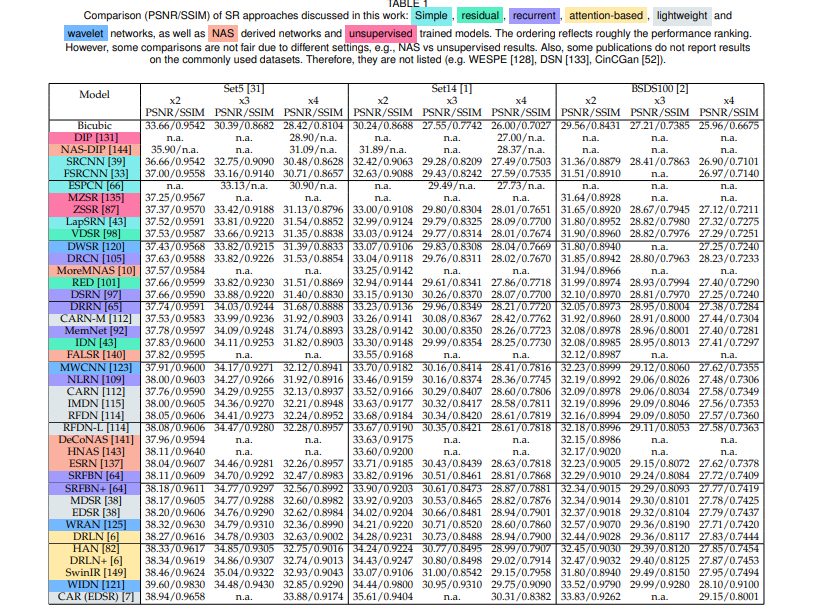 TABLE 1
Comparison (PSNR/SSIM) of SR approaches discussed in this work: Simple, residual, recurrent, attention-based, lightweight and
wavelet networks, as well as NAS derived networks and unsupervised trained models. The ordering reflects roughly the performance ranking.
However, some comparisons are not fair due to different settings, e.g., NAS vs unsupervised results. Also, some publications do not report results
on the commonly used datasets. Therefore, they are not listed (e.g. WESPE [128], DSN [133], CinCGan [52]).
Model Set5 [31] Set14 [1] BSDS100 [2]
x2 x3 x4 x2 x3 x4 x2 x3 x4
PSNR/SSIM PSNR/SSIM PSNR/SSIM PSNR/SSIM PSNR/SSIM PSNR/SSIM PSNR/SSIM PSNR/SSIM PSNR/SSIM
Bicubic 33.66/0.9542 30.39/0.8682 28.42/0.8104 30.24/0.8688 27.55/0.7742 26.00/0.7027 29.56/0.8431 27.21/0.7385 25.96/0.6675
DIP [131] n.a. n.a. 28.90/n.a. n.a. n.a. 27.00/n.a. n.a. n.a. n.a.
NAS-DIP [144] 35.90/n.a. n.a. 31.09/n.a. 31.89/n.a. n.a. 28.37/n.a. n.a. n.a. n.a.
SRCNN [39] 36.66/0.9542 32.75/0.9090 30.48/0.8628 32.42/0.9063 29.28/0.8209 27.49/0.7503 31.36/0.8879 28.41/0.7863 26.90/0.7101
FSRCNN [33] 37.00/0.9558 33.16/0.9140 30.71/0.8657 32.63/0.9088 29.43/0.8242 27.59/0.7535 31.51/0.8910 n.a. 26.97/0.7140
ESPCN [66] n.a. 33.13/n.a. 30.90/n.a. n.a. 29.49/n.a. 27.73/n.a. n.a. n.a. n.a.
MZSR [135] 37.25/0.9567 n.a. n.a. n.a. n.a. n.a. 31.64/0.8928 n.a. n.a.
ZSSR [87] 37.37/0.9570 33.42/0.9188 31.13/0.8796 33.00/0.9108 29.80/0.8304 28.01/0.7651 31.65/0.8920 28.67/0.7945 27.12/0.7211
LapSRN [43] 37.52/0.9591 33.81/0.9220 31.54/0.8852 32.99/0.9124 29.79/0.8325 28.09/0.7700 31.80/0.8952 28.82/0.7980 27.32/0.7275
VDSR [98] 37.53/0.9587 33.66/0.9213 31.35/0.8838 33.03/0.9124 29.77/0.8314 28.01/0.7674 31.90/0.8960 28.82/0.7976 27.29/0.7251
DWSR [120] 37.43/0.9568 33.82/0.9215 31.39/0.8833 33.07/0.9106 29.83/0.8308 28.04/0.7669 31.80/0.8940 n.a. 27.25/0.7240
DRCN [105] 37.63/0.9588 33.82/0.9226 31.53/0.8854 33.04/0.9118 29.76/0.8311 28.02/0.7670 31.85/0.8942 28.80/0.7963 28.23/0.7233
MoreMNAS [10] 37.57/0.9584 n.a. n.a. 33.25/0.9142 n.a. n.a. 31.94/0.8966 n.a. n.a.
RED [101] 37.66/0.9599 33.82/0.9230 31.51/0.8869 32.94/0.9144 29.61/0.8341 27.86/0.7718 31.99/0.8974 28.93/0.7994 27.40/0.7290
DSRN [97] 37.66/0.9590 33.88/0.9220 31.40/0.8830 33.15/0.9130 30.26/0.8370 28.07/0.7700 32.10/0.8970 28.81/0.7970 27.25/0.7240
DRRN [65] 37.74/0.9591 34.03/0.9244 31.68/0.8888 33.23/0.9136 29.96/0.8349 28.21/0.7720 32.05/0.8973 28.95/0.8004 27.38/0.7284
CARN-M [112] 37.53/0.9583 33.99/0.9236 31.92/0.8903 33.26/0.9141 30.08/0.8367 28.42/0.7762 31.92/0.8960 28.91/0.8000 27.44/0.7304
MemNet [92] 37.78/0.9597 34.09/0.9248 31.74/0.8893 33.28/0.9142 30.00/0.8350 28.26/0.7723 32.08/0.8978 28.96/0.8001 27.40/0.7281
IDN [43] 37.83/0.9600 34.11/0.9253 31.82/0.8903 33.30/0.9148 29.99/0.8354 28.25/0.7730 32.08/0.8985 28.95/0.8013 27.41/0.7297
FALSR [140] 37.82/0.9595 n.a. n.a. 33.55/0.9168 n.a. n.a. 32.12/0.8987 n.a. n.a.
MWCNN [123] 37.91/0.9600 34.17/0.9271 32.12/0.8941 33.70/0.9182 30.16/0.8414 28.41/0.7816 32.23/0.8999 29.12/0.8060 27.62/0.7355
NLRN [109] 38.00/0.9603 34.27/0.9266 31.92/0.8916 33.46/0.9159 30.16/0.8374 28.36/0.7745 32.19/0.8992 29.06/0.8026 27.48/0.7306
CARN [112] 37.76/0.9590 34.29/0.9255 32.13/0.8937 33.52/0.9166 30.29/0.8407 28.60/0.7806 32.09/0.8978 29.06/0.8034 27.58/0.7349
IMDN [115] 38.00/0.9605 34.36/0.9270 32.21/0.8948 33.63/0.9177 30.32/0.8417 28.58/0.7811 32.19/0.8996 29.09/0.8046 27.56/0.7353
RFDN [114] 38.05/0.9606 34.41/0.9273 32.24/0.8952 33.68/0.9184 30.34/0.8420 28.61/0.7819 32.16/0.8994 29.09/0.8050 27.57/0.7360
RFDN-L [114] 38.08/0.9606 34.47/0.9280 32.28/0.8957 33.67/0.9190 30.35/0.8421 28.61/0.7818 32.18/0.8996 29.11/0.8053 27.58/0.7363
DeCoNAS [141] 37.96/0.9594 n.a. n.a. 33.63/0.9175 n.a. n.a. 32.15/0.8986 n.a. n.a.
HNAS [143] 38.11/0.9640 n.a. n.a. 33.60/0.9200 n.a. n.a. 32.17/0.9020 n.a. n.a.
ESRN [137] 38.04/0.9607 34.46/0.9281 32.26/0.8957 33.71/0.9185 30.43/0.8439 28.63/0.7818 32.23/0.9005 29.15/0.8072 27.62/0.7378
SRFBN [64] 38.11/0.9609 34.70/0.9292 32.47/0.8983 33.82/0.9196 30.51/0.8461 28.81/0.7868 32.29/0.9010 29.24/0.8084 27.72/0.7409
SRFBN+ [64] 38.18/0.9611 34.77/0.9297 32.56/0.8992 33.90/0.9203 30.61/0.8473 28.87/0.7881 32.34/0.9015 29.29/0.8093 27.77/0.7419
MDSR [38] 38.17/0.9605 34.77/0.9288 32.60/0.8982 33.92/0.9203 30.53/0.8465 28.82/0.7876 32.34/0.9014 29.30/0.8101 27.78/0.7425
EDSR [38] 38.20/0.9606 34.76/0.9290 32.62/0.8984 34.02/0.9204 30.66/0.8481 28.94/0.7901 32.37/0.9018 29.32/0.8104 27.79/0.7437
WRAN [125] 38.32/0.9630 34.79/0.9310 32.36/0.8990 34.21/0.9220 30.71/0.8520 28.60/0.7860 32.57/0.9070 29.36/0.8190 27.71/0.7420
DRLN [6] 38.27/0.9616 34.78/0.9303 32.63/0.9002 34.28/0.9231 30.73/0.8488 28.94/0.7900 32.44/0.9028 29.36/0.8117 27.83/0.7444
HAN [82] 38.33/0.9617 34.85/0.9305 32.75/0.9016 34.24/0.9224 30.77/0.8495 28.99/0.7907 32.45/0.9030 29.39/0.8120 27.85/0.7454
DRLN+ [6] 38.34/0.9619 34.86/0.9307 32.74/0.9013 34.43/0.9247 30.80/0.8498 29.02/0.7914 32.47/0.9032 29.40/0.8125 27.87/0.7453
SwinIR [149] 38.46/0.9624 35.04/0.9322 32.93/0.9043 33.07/0.9106 31.00/0.8542 29.15/0.7958 31.80/0.8940 29.49/0.8150 27.95/0.7494
WIDN [121] 39.60/0.9830 34.48/0.9430 32.85/0.9290 34.44/0.9800 30.95/0.9310 29.75/0.9090 33.52/0.9790 29.99/0.9280 28.10/0.9100
CAR (EDSR) [7] 38.94/0.9658 n.a. 33.88/0.9174 35.61/0.9404 n.a. 30.31/0.8382 33.83/0.9262 n.a. 29.15/0.8001